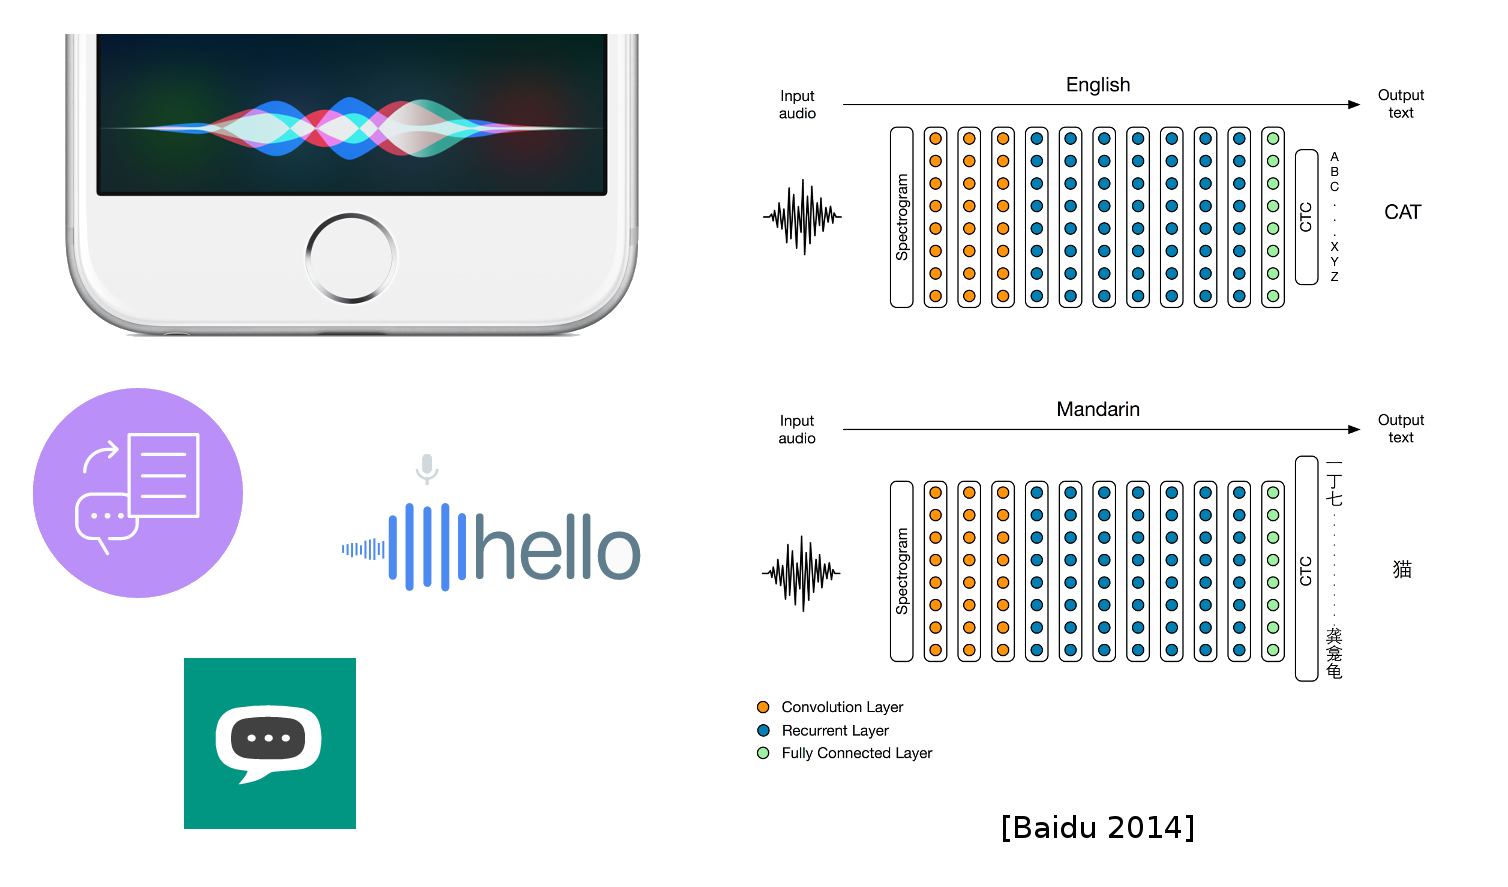 hello
English
Input
audio
Output
text
Spectrogram
CTC
A
B
C
.
.
.
X
Y
Z
CAT
Mandarin
Input
audio
Output
text
Spectrogram
CTC
一
丁
七
.
.
.
.
.
.
.
.
.
.
龚
龛
龟
猫
Convolution Layer
Recurrent Layer
Fully Connected Layer
[Baidu 2014]